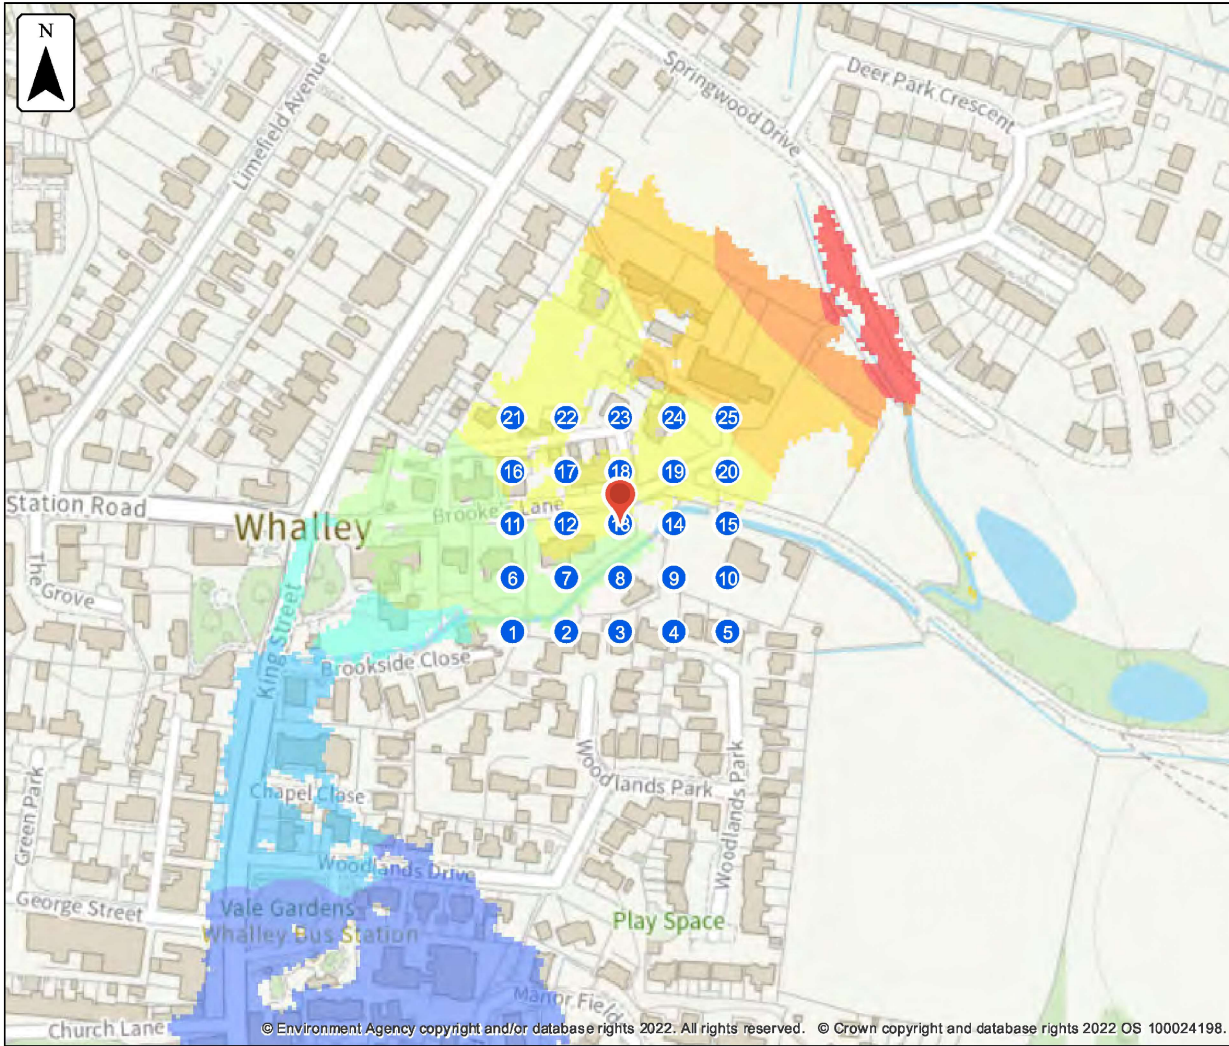 N
Springwood Drive
Deer Park Crescent
Limefield Avenue
21 22 23 24 25
16 17 18 19 20
Station Road
Whalley
Brooke's Lane
11 12 13 14 15
The Grove
6 7 8 9 10
King Street
1 2 3 4 5
Brookside Close
Woodlands Park
Woodlands Park
Chapel Close
Green Park
Woodlands Drive
George Street
Vale Gardens
Whalley Bus Station
Play Space
Manor Field
Church Lane
© Environment Agency copyright and/or database rights 2022. All rights reserved. © Crown copyright and database rights 2022 OS 100024198.